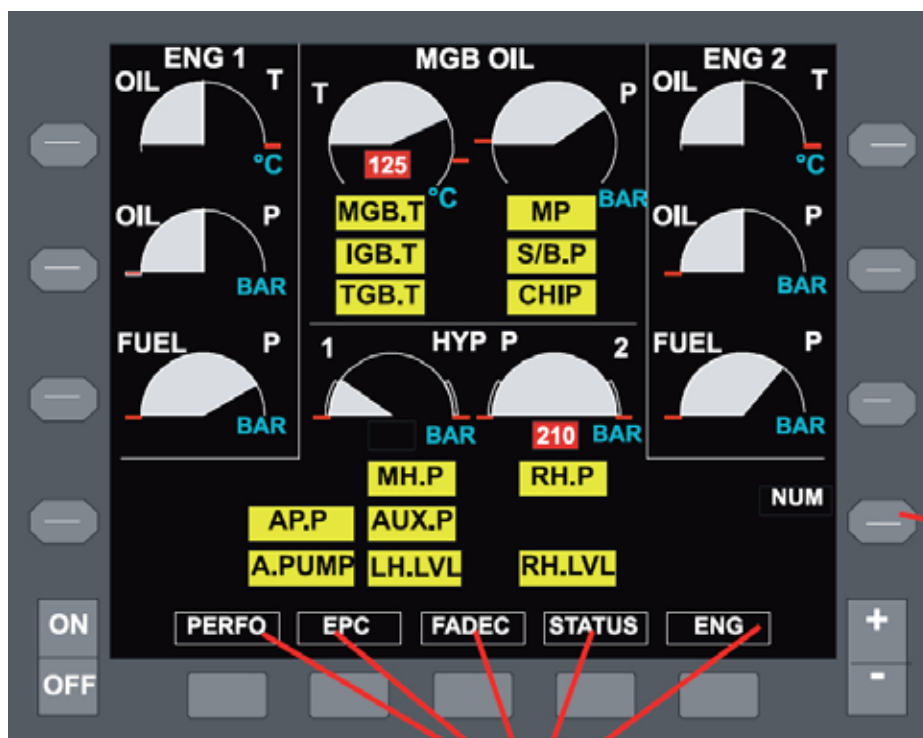 ENG 1
OIL T
°C
OIL P
BAR
FUEL P
BAR
MGB OIL
T P
125
°C BAR
MGB.T MP
IGB.T S/B.P
TGB.T CHIP
1 HYP P 2
BAR 210 BAR
ENG 2
OIL T
°C
OIL P
BAR
FUEL P
BAR
MH.P RH.P
NUM
AP.P AUX.P
A.PUMP LH.LVL RH.LVL
ON PERFO EPC FADEC STATUS ENG +
OFF -